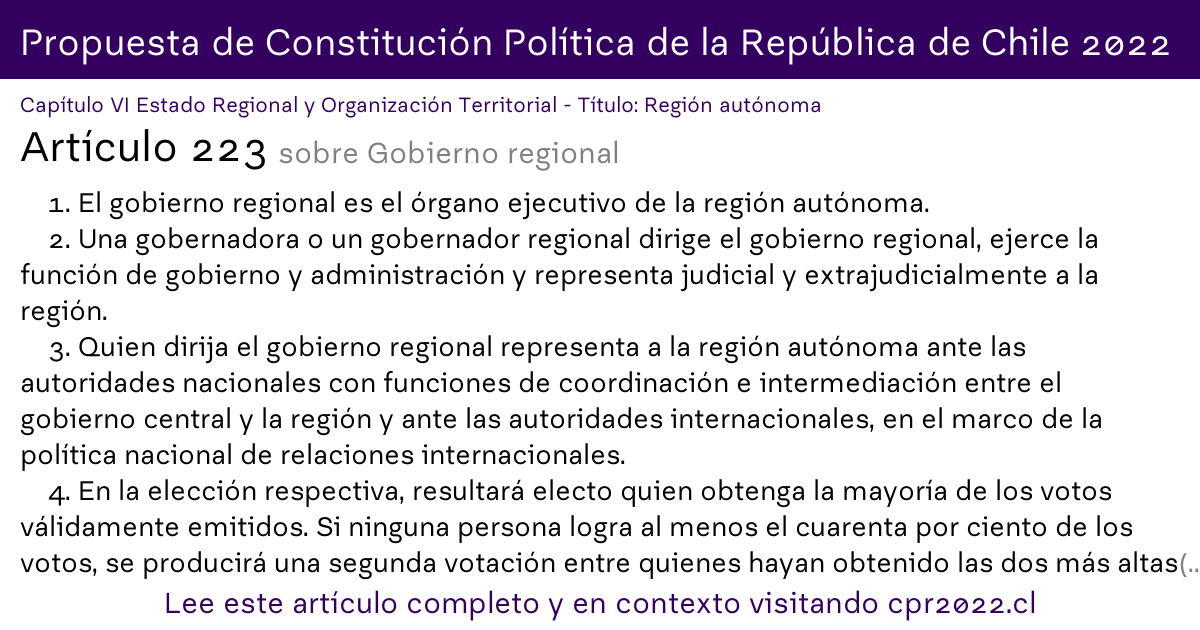 Propuesta de Constitución Política de la República de Chile 2022
Capítulo VI Estado Regional y Organización Territorial - Título: Región autónoma
Artículo 223 sobre Gobierno regional
1. El gobierno regional es el órgano ejecutivo de la región autónoma.
2. Una gobernadora o un gobernador regional dirige el gobierno regional, ejerce la
función de gobierno y administración y representa judicial y extrajudicialmente a la
región.
3. Quien dirija el gobierno regional representa a la región autónoma ante las
autoridades nacionales con funciones de coordinación e intermediación entre el
gobierno central y la región y ante las autoridades internacionales, en el marco de la
política nacional de relaciones internacionales.
4. En la elección respectiva, resultará electo quien obtenga la mayoría de los votos
válidamente emitidos. Si ninguna persona logra al menos el cuarenta por ciento de los
votos, se producirá una segunda votación entre quienes hayan obtenido las dos más altas(..
Lee este artículo completo y en contexto visitando cpr2022.cl